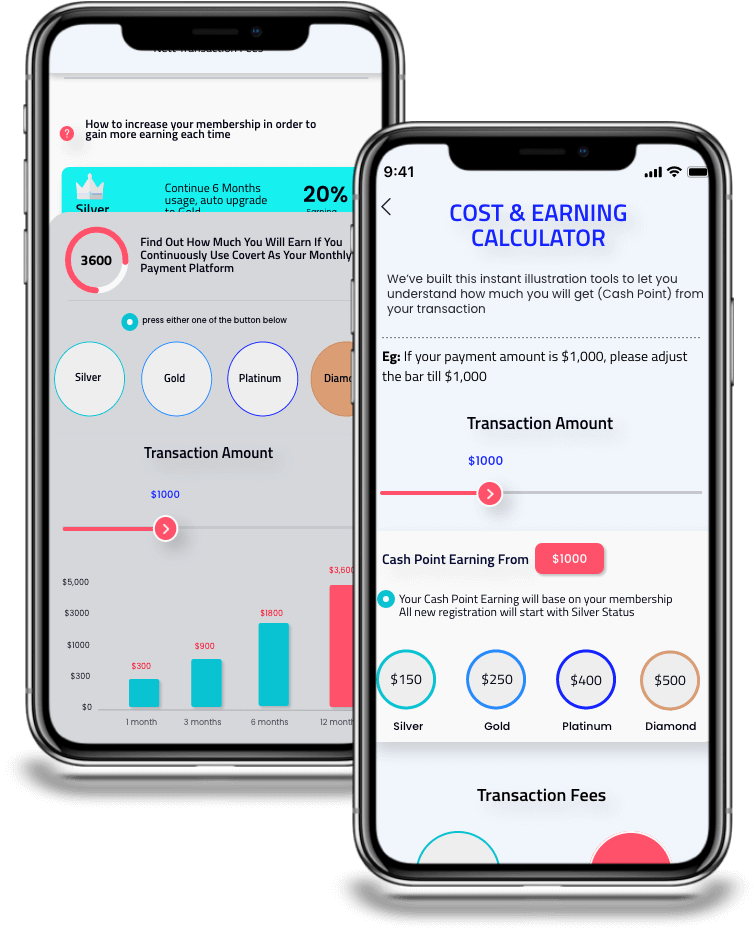 Nett Transaction Fees
?
How to increase your membership in order to
gain more earning each time
Silver
Continue 6 Months
usage, auto upgrade
to Gold
20%
Earning
3600
Find Out How Much You Will Earn If You
Continuously Use Covert As Your Monthly
Payment Platform
press either one of the button below
Silver
Gold
Platinum
Transaction Amount
$1000
$5,000
$3000
$1000
$300
$0
$300
$900
$1800
$3,600
1 month
3 months
6 months
12 month
9:41
COST & EARNING
CALCULATOR
We've built this instant illustration tools to let you
understand how much you will get (Cash Point) from
your transaction
Eg: If your payment amount is $1,000, please adjust
the bar till $1,000
Transaction Amount
$1000
Cash Point Earning From
$1000
Your Cash Point Earning will base on your membership
All new registration will start with Silver Status
$150
$250
$400
$500
Silver
Gold
Platinum
Diamond
Transaction Fees